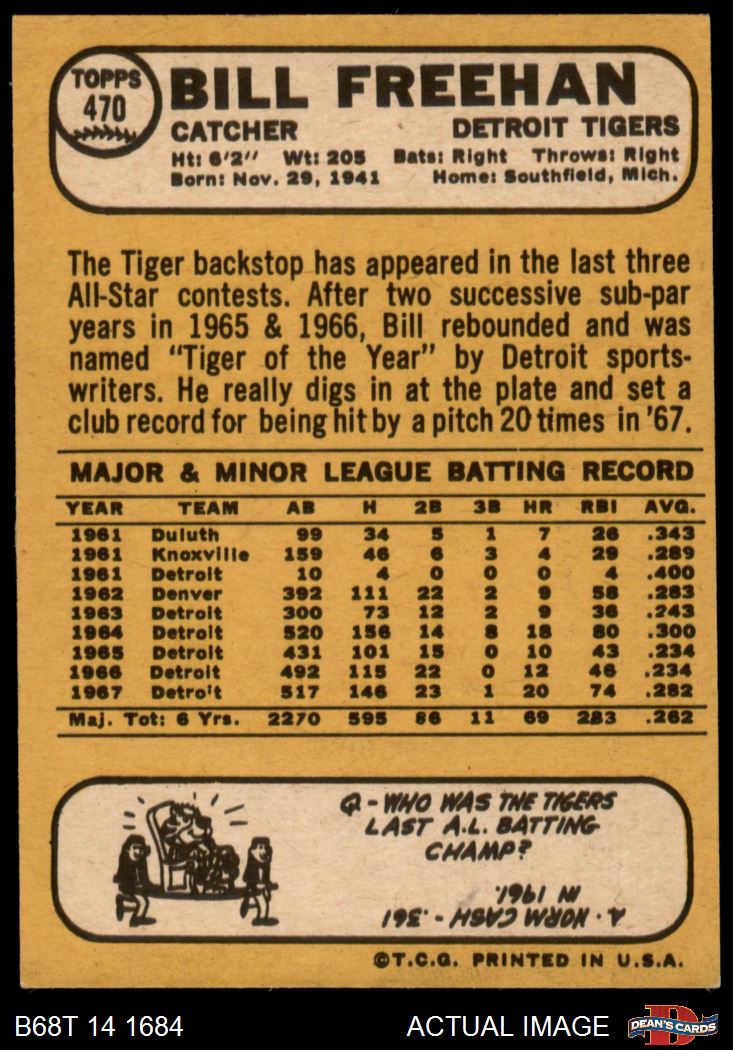 TOPPS
470
BILL FREEHAN
CATCHER DETROIT TIGERS
Ht: 6'2" Wt: 205 Bats: Right Throws: Right
Born: Nov. 29, 1941 Home: Southfield, Mich.
The Tiger backstop has appeared in the last three
All-Star contests. After two successive sub-par
years in 1965 & 1966, Bill rebounded and was
named "Tiger of the Year" by Detroit sports-
writers. He really digs in at the plate and set a
club record for being hit by a pitch 20 times in '67.
MAJOR & MINOR LEAGUE BATTING RECORD
YEAR TEAM AB H 2B 3B HR RBI AVG.
1961 Duluth 99 34 5 1 7 26 .343
1961 Knoxville 159 46 6 3 4 29 .289
1961 Detroit 10 4 0 0 0 4 .400
1962 Denver 392 111 22 2 9 58 .283
1963 Detroit 300 73 12 2 9 36 .243
1964 Detroit 520 156 14 8 18 80 .300
1965 Detroit 431 101 15 0 10 43 .234
1966 Detroit 492 115 22 0 12 46 .234
1967 Detroit 517 146 23 1 20 74 .282
Maj. Tot: 6 Yrs. 2270 595 86 11 69 283 .262
Q - WHO WAS THE TIGERS
LAST A.L. BATTING
CHAMP?
A. NORM CASH - .361
IN 1961.
©T.C.G. PRINTED IN U.S.A.
B68T 14 1684 ACTUAL IMAGE
D
DEAN'S CARDS